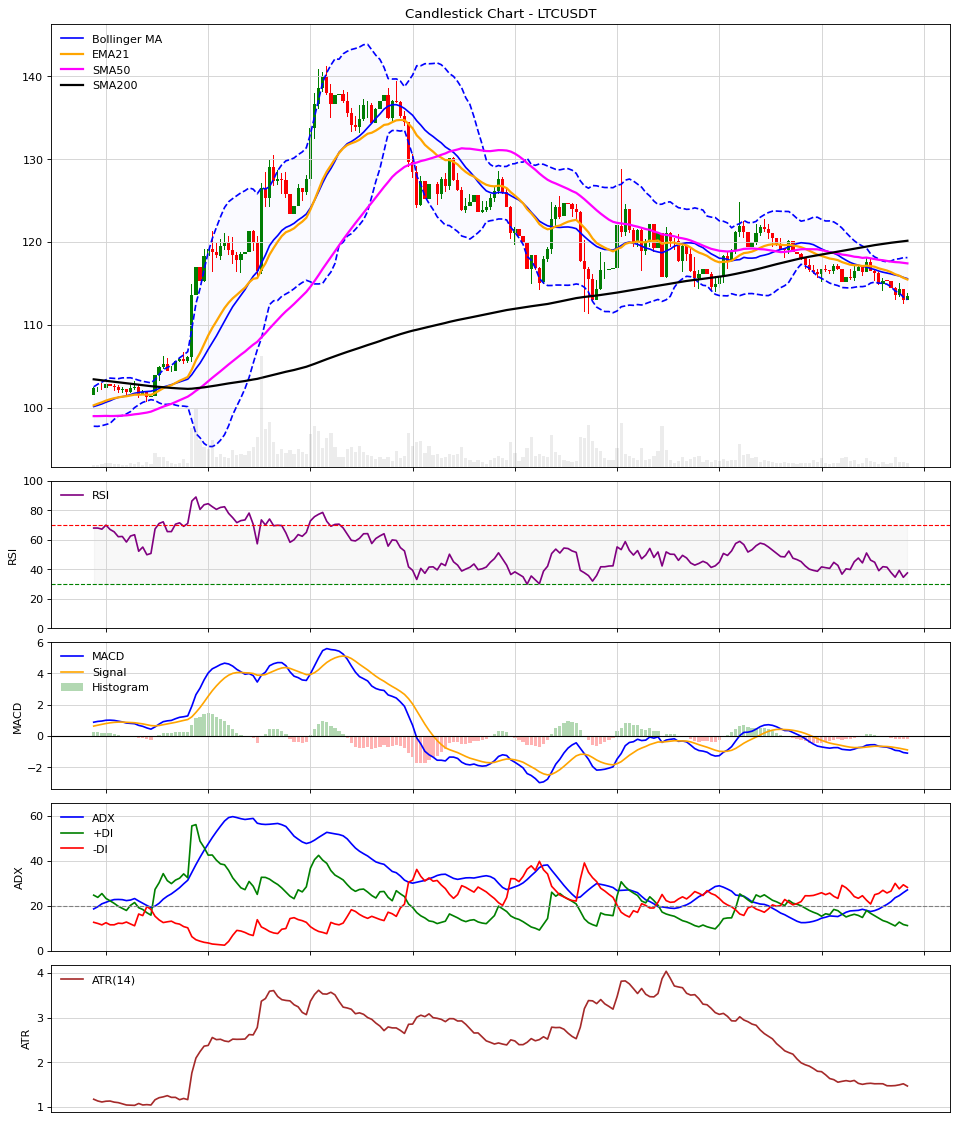 Candlestick Chart - LTCUSDT
Bollinger MA
EMA21
SMA50
SMA200
140
130
120
110
100
RSI
100
80
60
40
20
0
RSI
MACD
Signal
Histogram
6
4
2
0
−2
MACD
ADX
+DI
-DI
60
40
20
0
ADX
ATR(14)
4
3
2
1
ATR